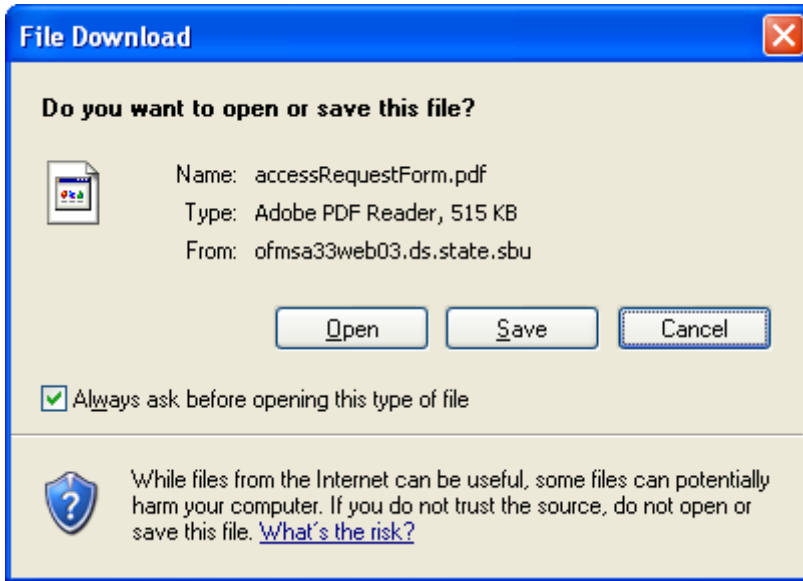 File Download
Do you want to open or save this file?
Name: accessRequestForm.pdf
Type: Adobe PDF Reader, 515 KB
From: ofmsa33web03.ds.state.sbu
Open Save Cancel
Always ask before opening this type of file
While files from the Internet can be useful, some files can potentially
harm your computer. If you do not trust the source, do not open or
save this file. What's the risk?